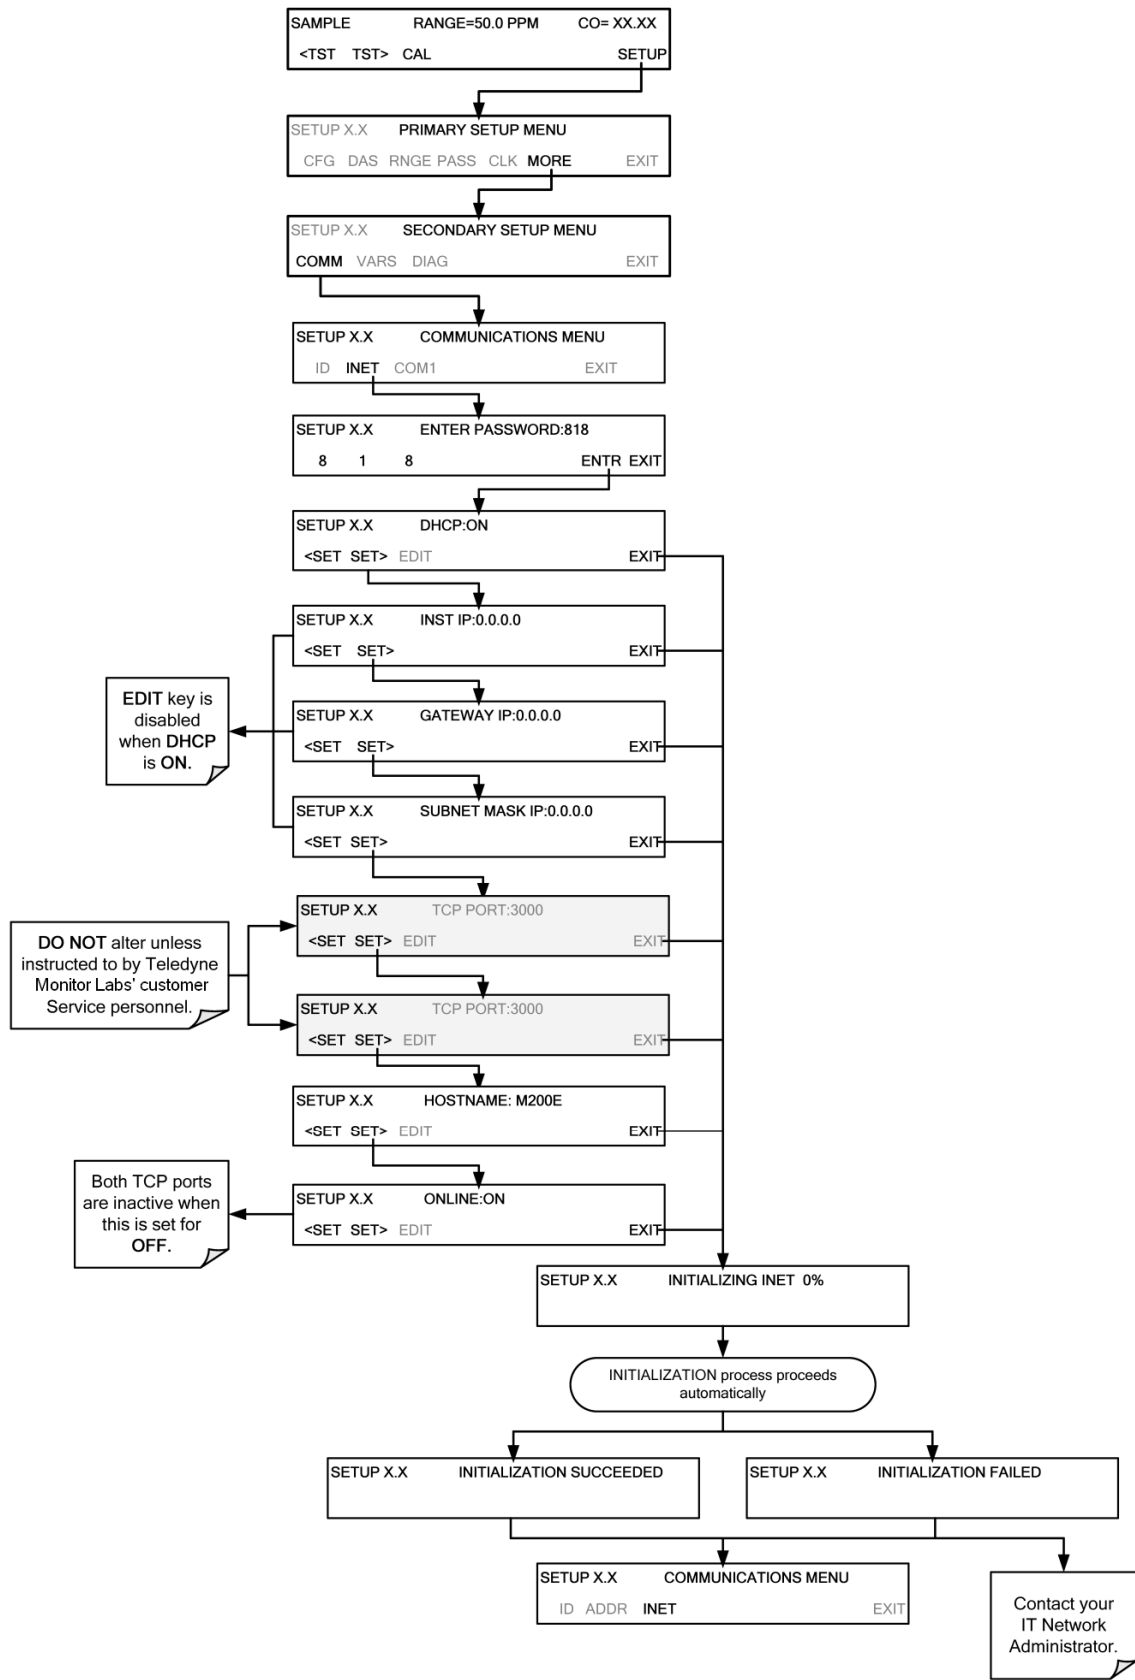 SAMPLE RANGE=50.0 PPM CO= XX.XX
<TST TST> CAL SETUP
SETUP X.X PRIMARY SETUP MENU
CFG DAS RNGE PASS CLK MORE EXIT
SETUP X.X SECONDARY SETUP MENU
COMM VARS DIAG EXIT
SETUP X.X COMMUNICATIONS MENU
ID INET COM1 EXIT
SETUP X.X ENTER PASSWORD:818
8 1 8 ENTR EXIT
SETUP X.X DHCP:ON
<SET SET> EDIT EXIT
SETUP X.X INST IP:0.0.0.0
<SET SET> EXIT
EDIT key is
disabled
when DHCP
is ON.
SETUP X.X GATEWAY IP:0.0.0.0
<SET SET> EXIT
SETUP X.X SUBNET MASK IP:0.0.0.0
<SET SET> EXIT
SETUP X.X TCP PORT:3000
<SET SET> EDIT EXIT
DO NOT alter unless
instructed to by Teledyne
Monitor Labs' customer
Service personnel.
SETUP X.X TCP PORT:3000
<SET SET> EDIT EXIT
SETUP X.X HOSTNAME: M200E
<SET SET> EDIT EXIT
Both TCP ports
are inactive when
this is set for
OFF.
SETUP X.X ONLINE:ON
<SET SET> EDIT EXIT
SETUP X.X INITIALIZING INET 0%
INITIALIZATION process proceeds
automatically
SETUP X.X INITIALIZATION SUCCEEDED
SETUP X.X INITIALIZATION FAILED
SETUP X.X COMMUNICATIONS MENU
ID ADDR INET EXIT
Contact your
IT Network
Administrator.